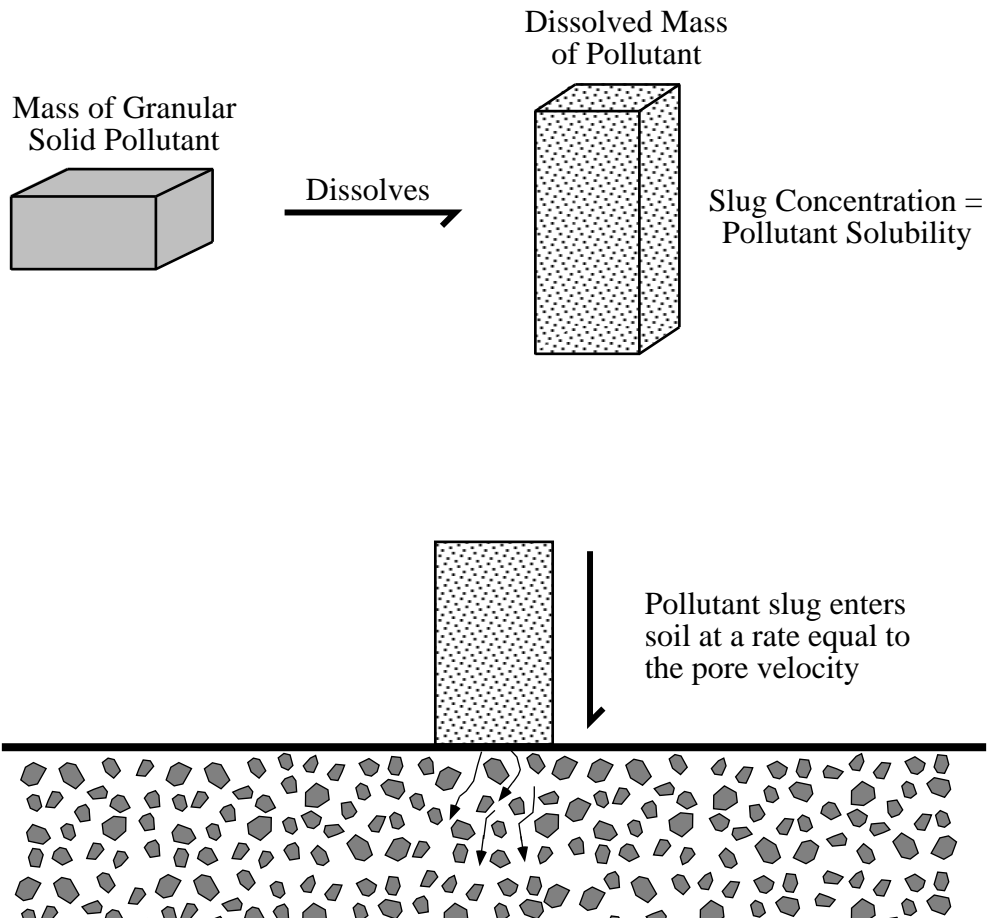 Dissolved Mass
of Pollutant
Mass of Granular
Solid Pollutant
Dissolves
Slug Concentration =
Pollutant Solubility
Pollutant slug enters
soil at a rate equal to
the pore velocity